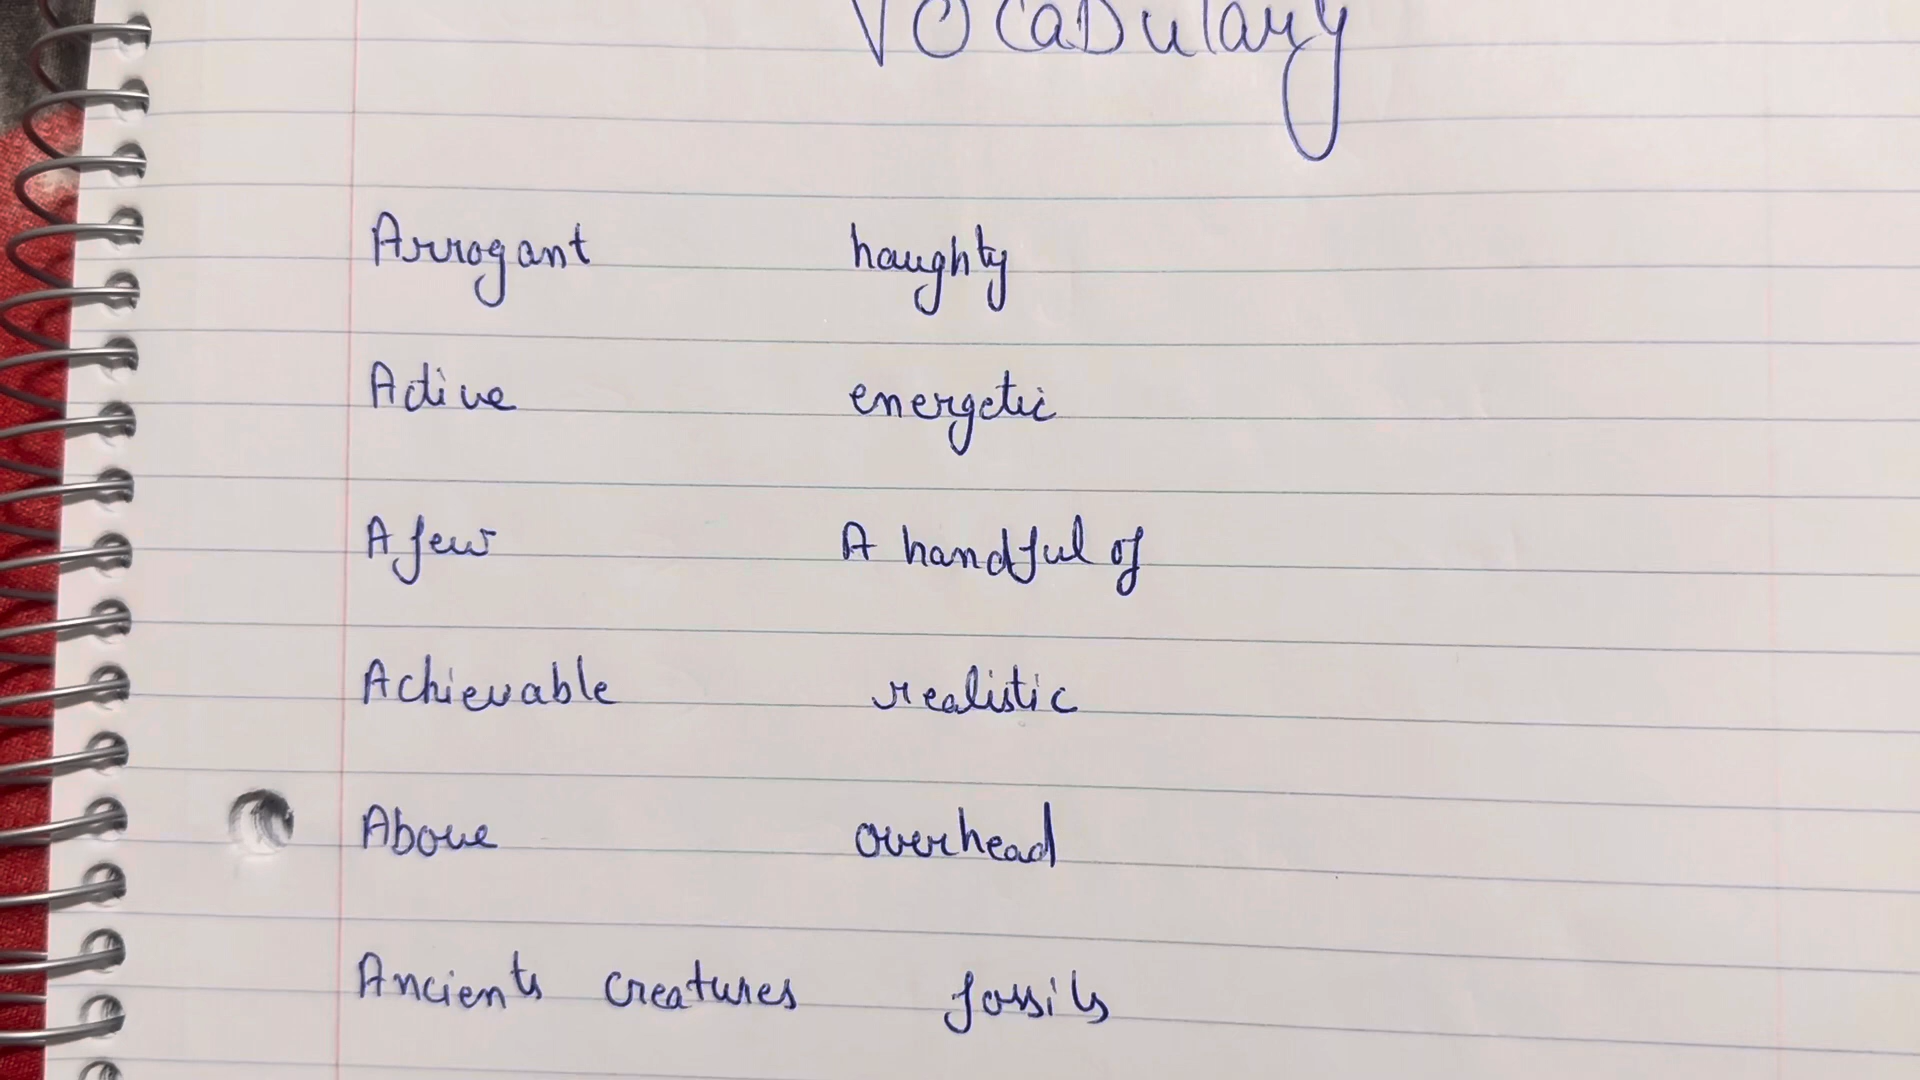 Vocabulary
Arrogant haughty
Active energetic
A few A handful of
Achievable realistic
Above overhead
Ancients creatures fossils